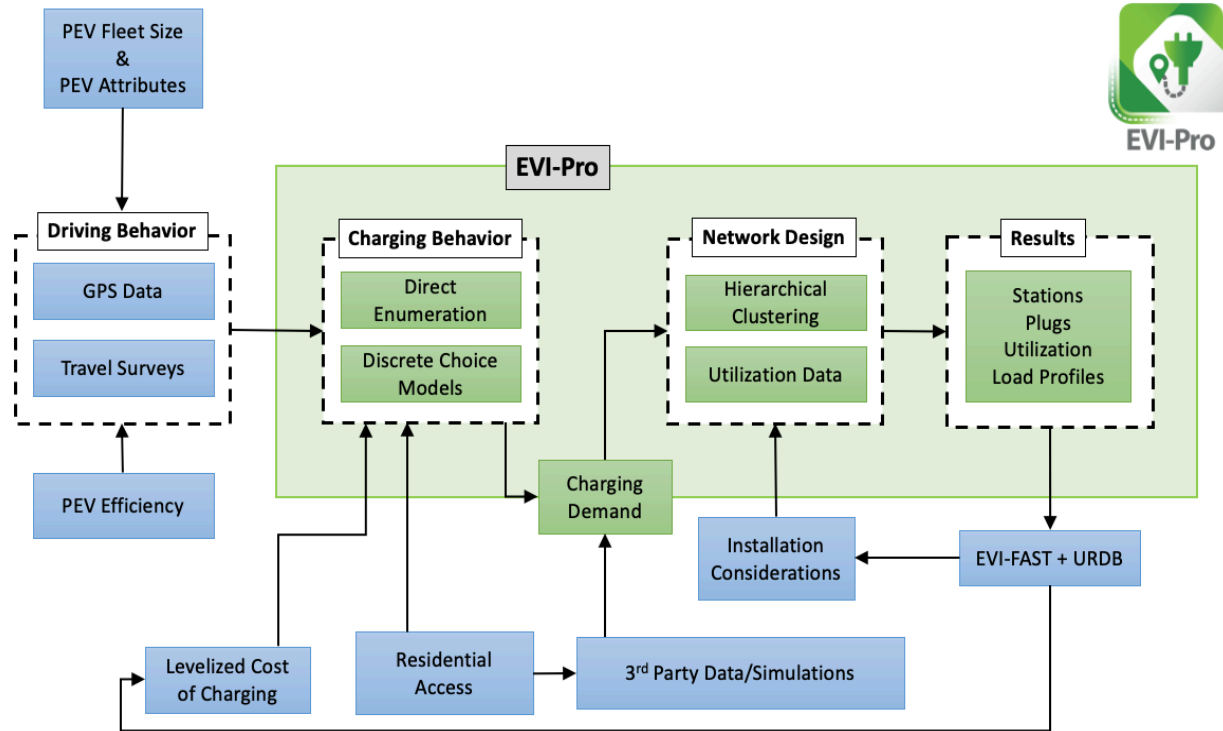 PEV Fleet Size
&
PEV Attributes
EVI-Pro
EVI-Pro
Driving Behavior
GPS Data
Travel Surveys
Charging Behavior
Direct
Enumeration
Discrete Choice
Models
Network Design
Hierarchical
Clustering
Utilization Data
Results
Stations
Plugs
Utilization
Load Profiles
PEV Efficiency
Charging
Demand
Installation
Considerations
EVI-FAST + URDB
Levelized Cost
of Charging
Residential
Access
3rd Party Data/Simulations